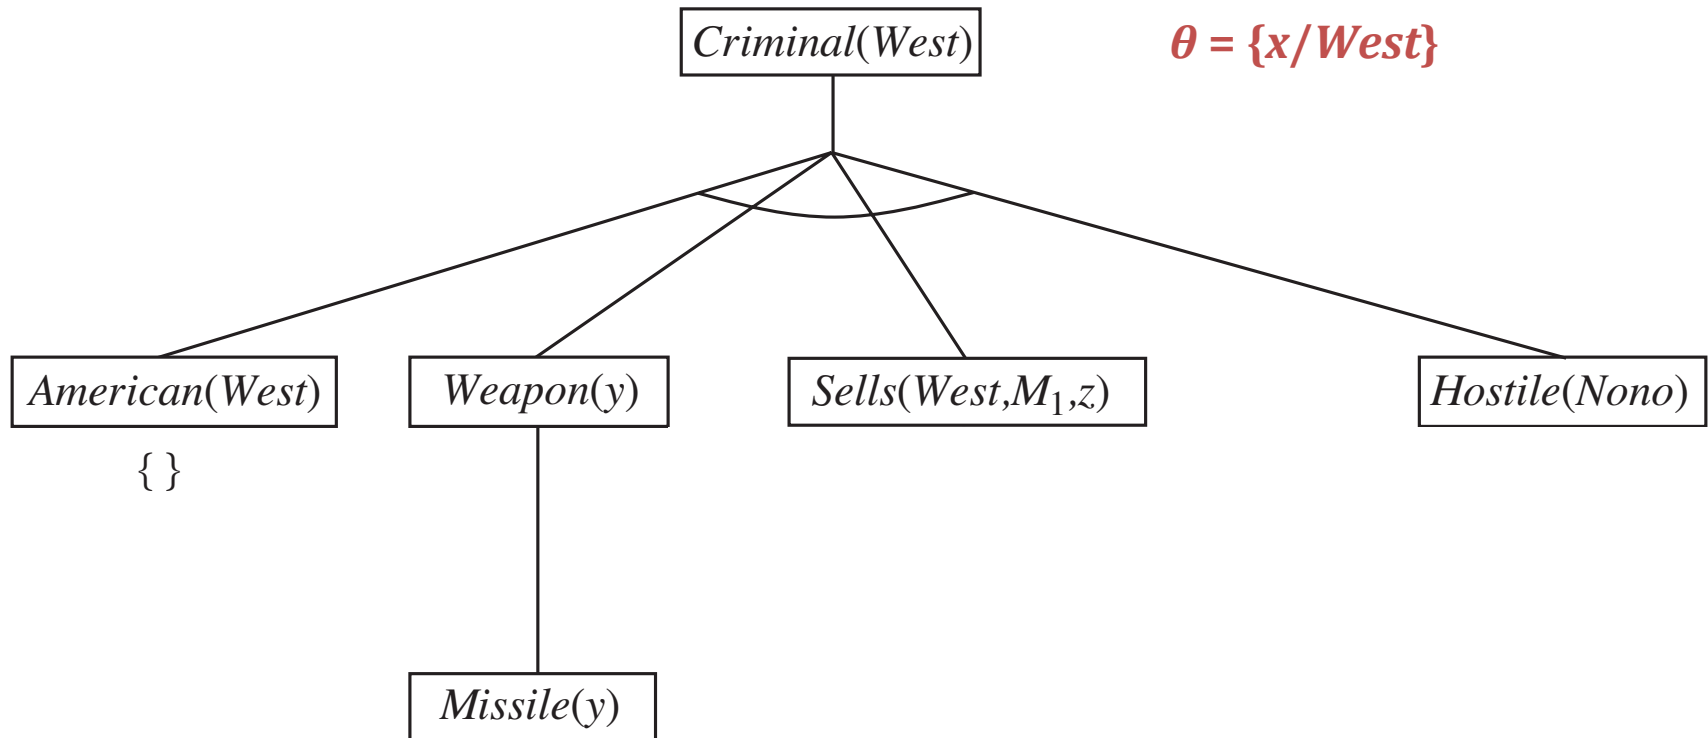 Criminal(West)
θ = {x/West}
American(West)
Weapon(y)
Sells(West,M₁,z)
Hostile(Nono)
{ }
Missile(y)